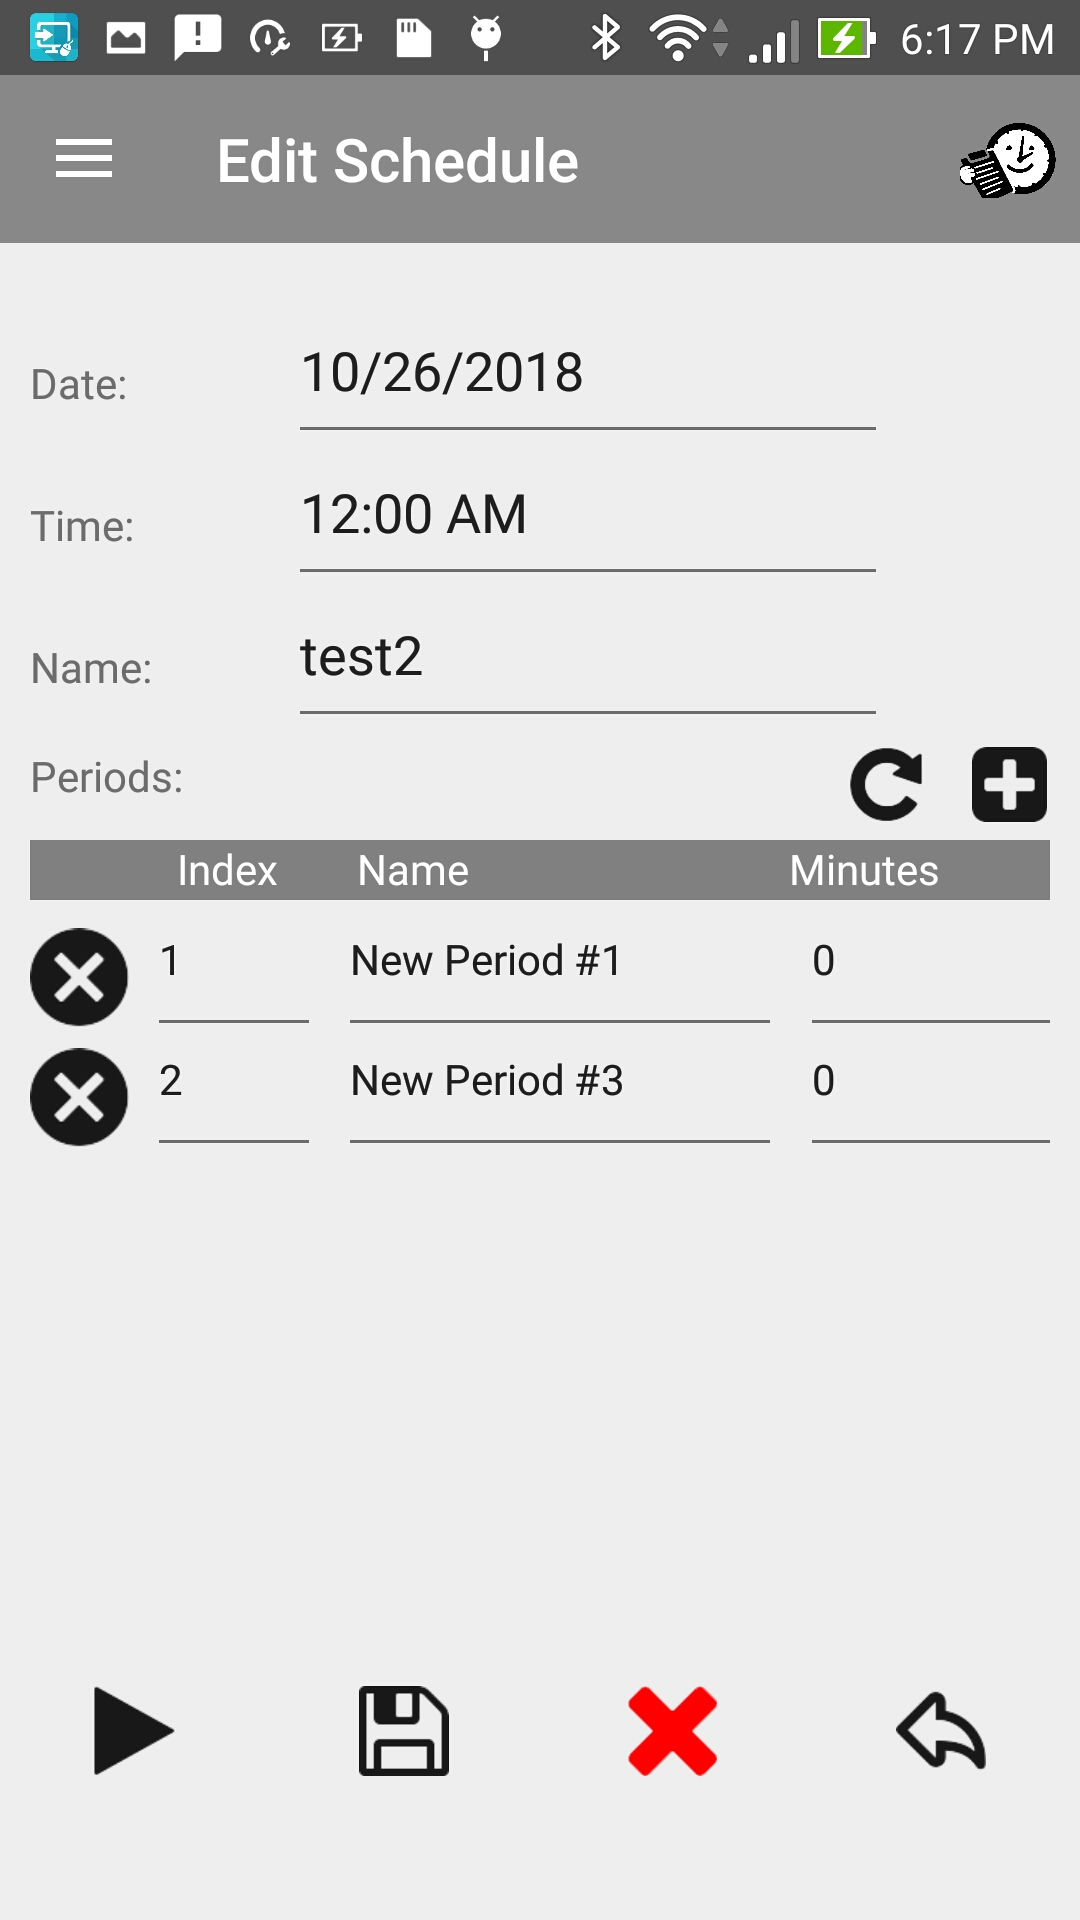 6:17 PM
Edit Schedule
Date: 10/26/2018
Time: 12:00 AM
Name: test2
Periods:
Index Name Minutes
1 New Period #1 0
2 New Period #3 0